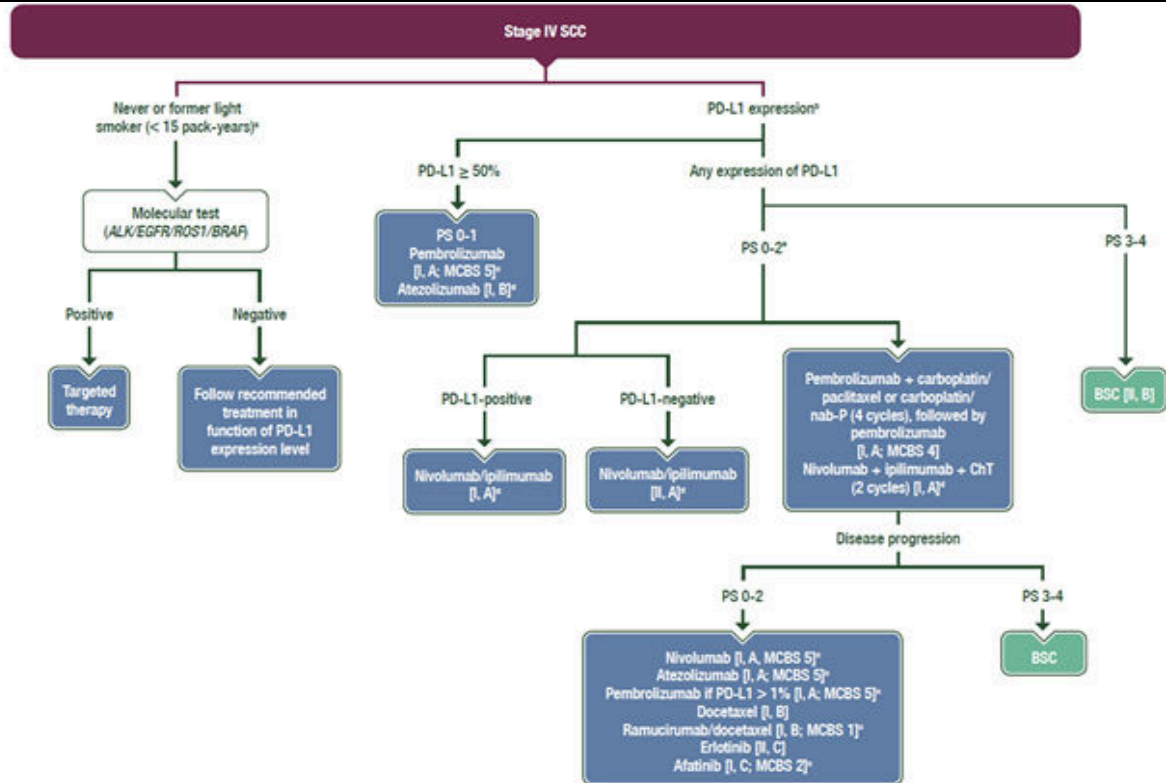 Stage IV SCC
Never or former light
smoker (< 15 pack-years)ᵃ
PD-L1 expressionᵃ
PD-L1 ≥ 50%
Any expression of PD-L1
Molecular test
(ALK/EGFR/ROS1/BRAF)
PS 0-1
Pembrolizumab
[I, A; MCBS 5]ᵃ
Atezolizumab [I, B]ᵃ
PS 0-2ᵃ
PS 3-4
Positive
Negative
Targeted
therapy
Follow recommended
treatment in
function of PD-L1
expression level
PD-L1-positive
PD-L1-negative
Pembrolizumab + carboplatin/
paclitaxel or carboplatin/
nab-P (4 cycles), followed by
pembrolizumab
[I, A; MCBS 4]
Nivolumab + ipilimumab + ChT
(2 cycles) [I, A]
BSC [II, B]
Nivolumab/ipilimumab
[I, A]ᵃ
Nivolumab/ipilimumab
[II, A]ᵃ
Disease progression
PS 0-2
PS 3-4
Nivolumab [I, A, MCBS 5]ᵃ
Atezolizumab [I, A; MCBS 5]ᵃ
Pembrolizumab if PD-L1 > 1% [I, A; MCBS 5]ᵃ
Docetaxel [I, B]
Ramucirumab/docetaxel [I, B; MCBS 1]ᵃ
Erlotinib [II, C]
Afatinib [I, C; MCBS 2]ᵃ
BSC